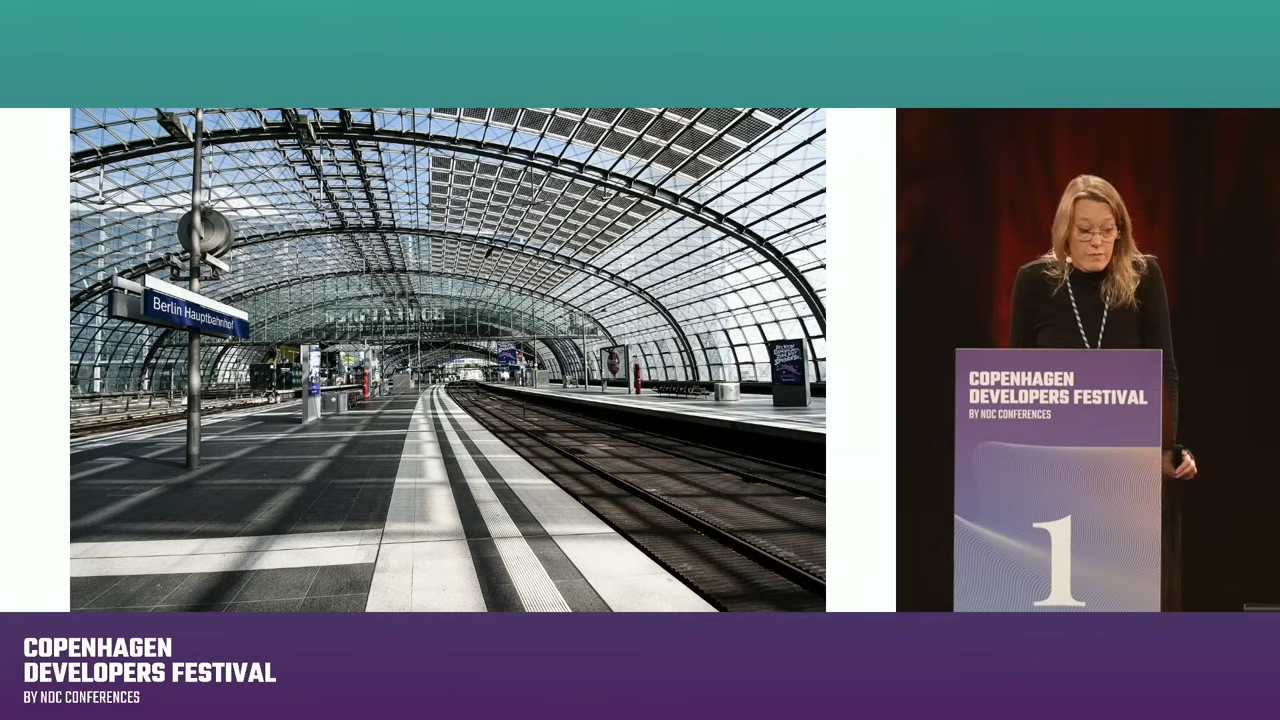 Berlin Hauptbahnhof
COPENHAGEN
DEVELOPERS FESTIVAL
BY NDC CONFERENCES
1
COPENHAGEN
DEVELOPERS FESTIVAL
BY NDC CONFERENCES